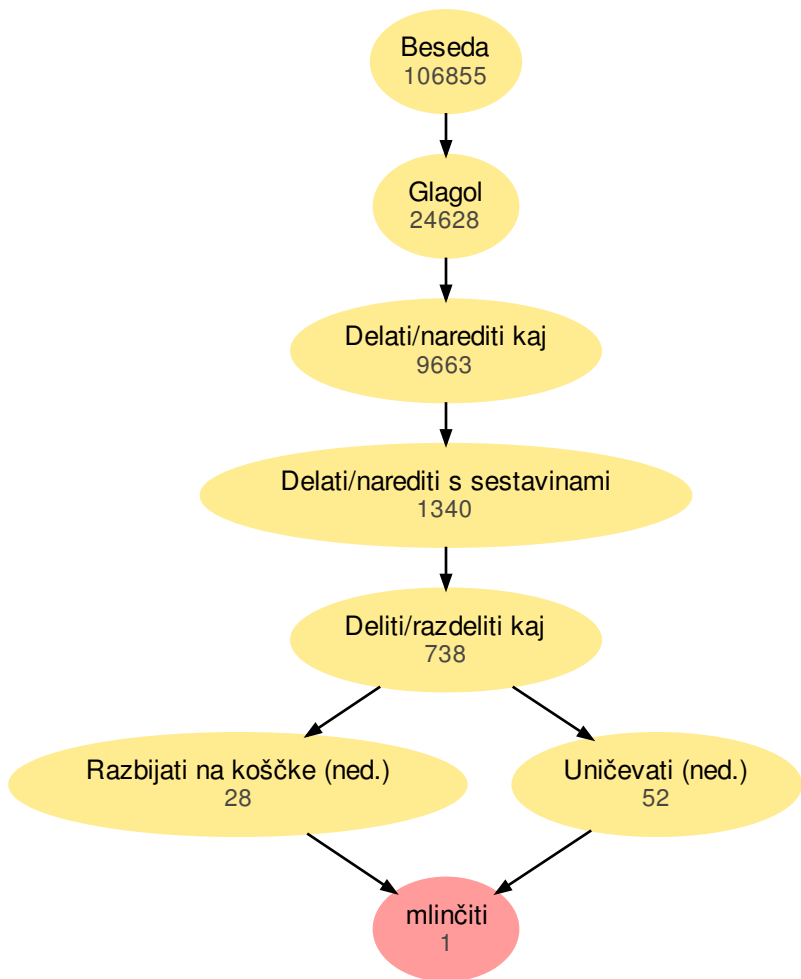 Beseda
106855
Glagol
24628
Delati/narediti kaj
9663
Delati/narediti s sestavinami
1340
Deliti/razdeliti kaj
738
Razbijati na koščke (ned.)
28
Uničevati (ned.)
52
mlinčiti
1